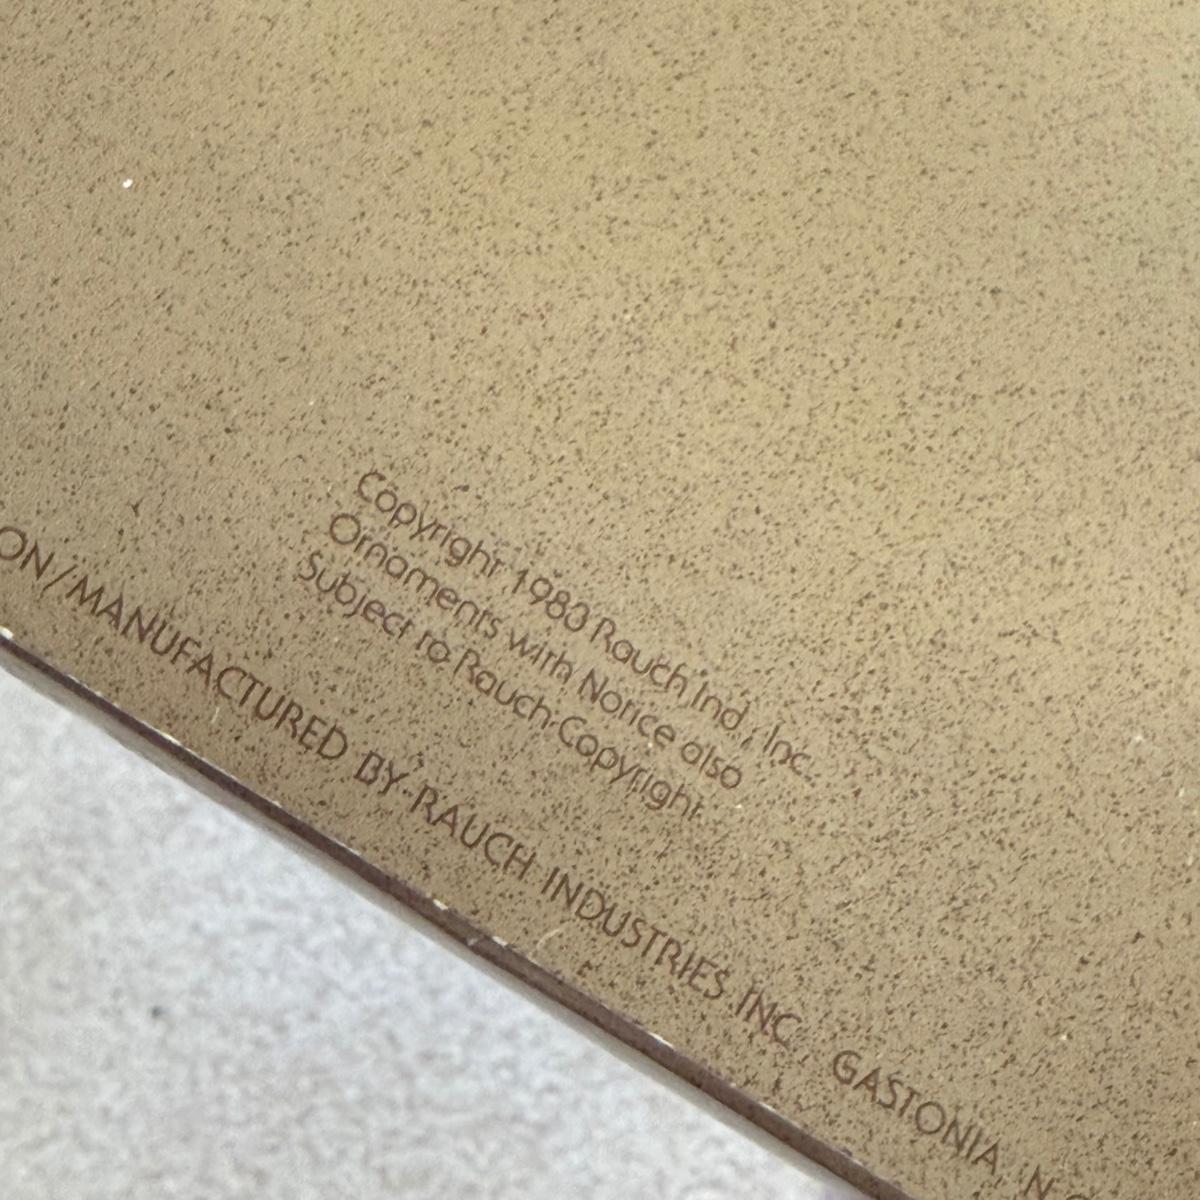 Copyright 1983 Rauch Ind., Inc.
Ornaments with Notice also
Subject to Rauch Copyright
ON/MANUFACTURED BY RAUCH INDUSTRIES, INC. GASTONIA N